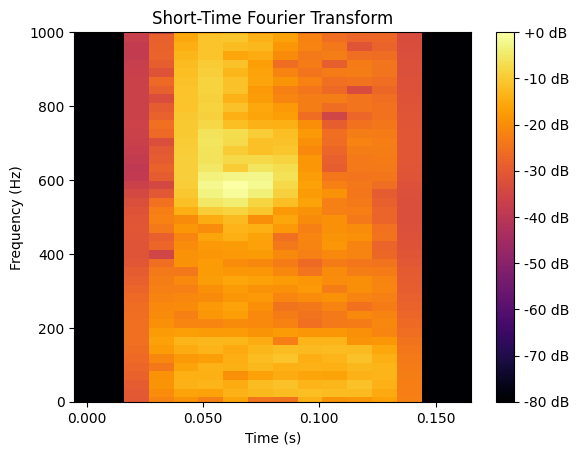 Short-Time Fourier Transform
Frequency (Hz)
1000
800
600
400
200
0
0.000
0.050
0.100
0.150
Time (s)
+0 dB
-10 dB
-20 dB
-30 dB
-40 dB
-50 dB
-60 dB
-70 dB
-80 dB